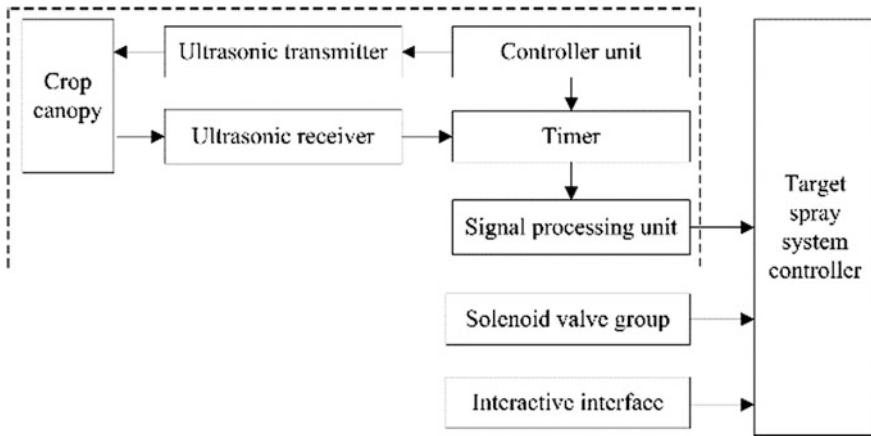 Ultrasonic transmitter
Controller unit
Crop
canopy
Ultrasonic receiver
Timer
Signal processing unit
Target
spray
system
controller
Solenoid valve group
Interactive interface